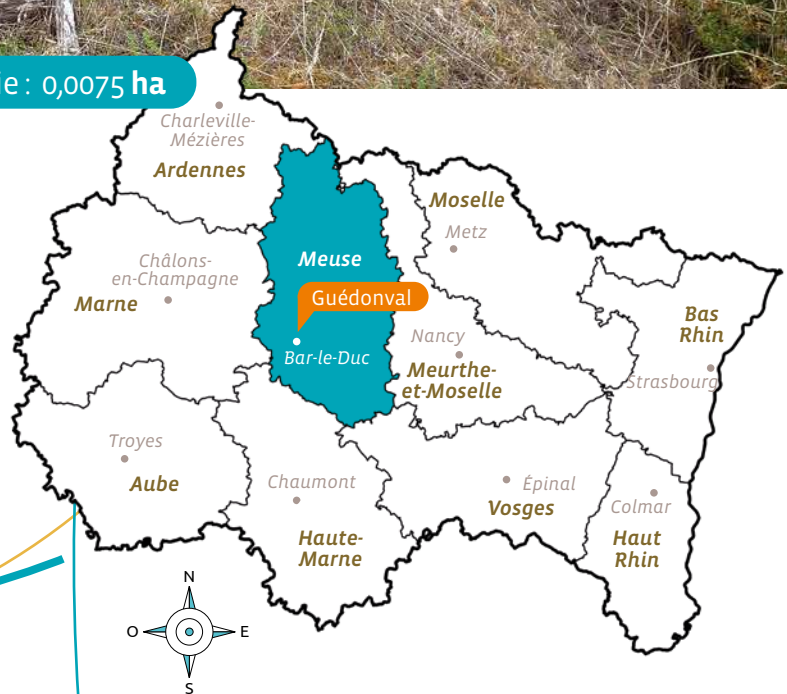 ie : 0,0075 ha
Charleville-
Mézières
Ardennes
Moselle
Metz
Meuse
Châlons-
en-Champagne
Marne
Guédonval
Bar-le-Duc
Nancy
Meurthe-
et-Moselle
Bas
Rhin
Strasbourg
Troyes
Aube
Chaumont
Haute-
Marne
Épinal
Vosges
Colmar
Haut
Rhin
N
O
E
S